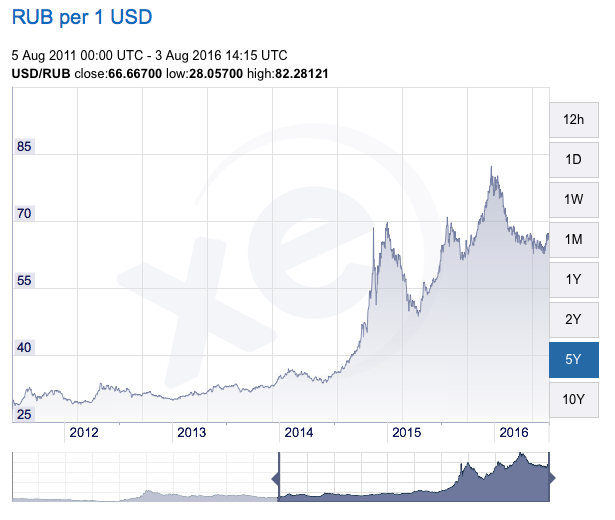 RUB per 1 USD
5 Aug 2011 00:00 UTC - 3 Aug 2016 14:15 UTC
USD/RUB close:66.66700 low:28.05700 high:82.28121
xe
85
70
55
40
25
2012 2013 2014 2015 2016
12h
1D
1W
1M
1Y
2Y
5Y
10Y